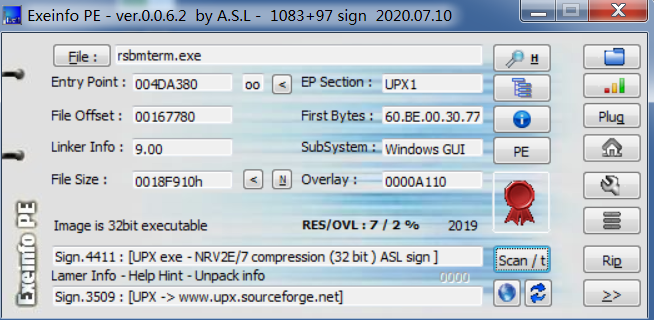 Exeinfo PE - ver.0.0.6.2 by A.S.L - 1083+97 sign 2020.07.10
File : rsbmterm.exe H
Entry Point : 004DA380 oo < EP Section : UPX1
File Offset : 00167780 First Bytes : 60.BE.00.30.77 Plug
Linker Info : 9.00 SubSystem : Windows GUI PE
File Size : 0018F910h < N Overlay : 0000A110
Image is 32bit executable RES/OVL : 7 / 2 % 2019
Exeinfo PE
Sign.4411 : [UPX exe - NRV2E/7 compression (32 bit ) ASL sign ] Scan / t Rip
Lamer Info - Help Hint - Unpack info 0000
Sign.3509 : [UPX -> www.upx.sourceforge.net] >>